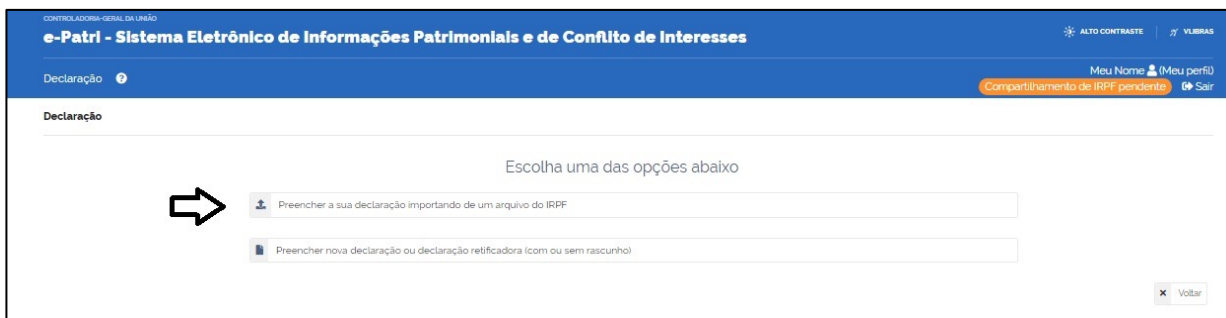 CONTROLADORIA-GERAL DA UNIÃO
e-Patri - Sistema Eletrônico de Informações Patrimoniais e de Conflito de Interesses
ALTO CONTRASTE
VLIBRAS
Declaração ?
Meu Nome (Meu perfil)
Compartilhamento de IRPF pendente Sair
Declaração
Escolha uma das opções abaixo
Preencher a sua declaração importando de um arquivo do IRPF
Preencher nova declaração ou declaração retificadora (com ou sem rascunho)
× Voltar